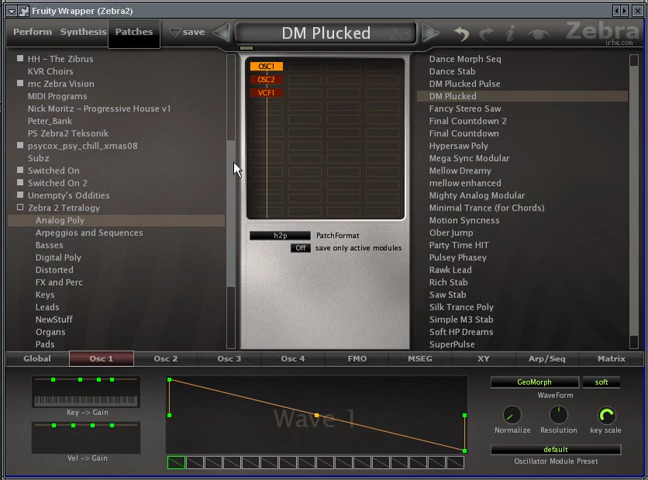 Fruity Wrapper (Zebra2)
Perform Synthesis Patches save DM Plucked Zebra
u-he.com
HH - The Zibrus
KVR Choirs
mc Zebra Vision
MIDI Programs
Nick Moritz - Progressive House v1
Peter_Bank
PS Zebra2 Teksonik
psycox_psy_chill_xmas08
Subz
Switched On
Switched On 2
Unempty's Oddities
Zebra 2 Tetralogy
Analog Poly
Arpeggios and Sequences
Basses
Digital Poly
Distorted
FX and Perc
Keys
Leads
NewStuff
Organs
Pads
OSC1
OSC2
VCF1
h2p PatchFormat
Off save only active modules
Dance Morph Seq
Dance Stab
DM Plucked Pulse
DM Plucked
Fancy Stereo Saw
Final Countdown 2
Final Countdown
Hypersaw Poly
Mega Sync Modular
Mellow Dreamy
mellow enhanced
Mighty Analog Modular
Minimal Trance (for Chords)
Motion Syncness
Ober Jump
Party Time HIT
Pulsey Phasey
Rawk Lead
Rich Stab
Saw Stab
Silk Trance Poly
Simple M3 Stab
Soft HP Dreams
SuperPulse
Global Osc 1 Osc 2 Osc 3 Osc 4 FMO MSEG XY Arp/Seq Matrix
Key -> Gain
Vel -> Gain
Wave 1
GeoMorph soft
WaveForm
Normalize Resolution key scale
default
Oscillator Module Preset